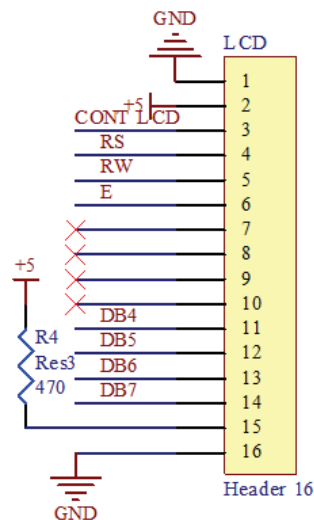 GND
LCD
1
+5 2
CONT LCD 3
RS 4
RW 5
E 6
7
8
9
10
+5
DB4 11
R4
DB5 12
Res3
DB6 13
470
DB7 14
15
16
GND
Header 16